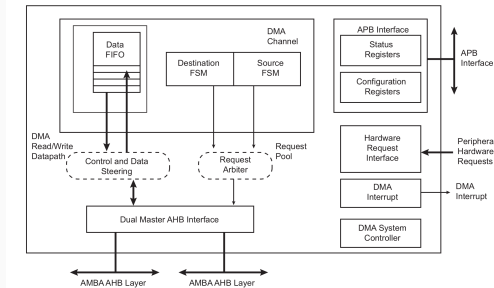 DMA
Channel
Data
FIFO
Destination
FSM
Source
FSM
APB Interface
Status
Registers
Configuration
Registers
APB
Interface
DMA
Read/Write
Datapath
Control and Data
Steering
Request
Arbiter
Request
Pool
Hardware
Request
Interface
Periphera
Hardware
Requests
DMA
Interrupt
DMA
Interrupt
Dual Master AHB Interface
DMA System
Controller
AMBA AHB Layer
AMBA AHB Layer